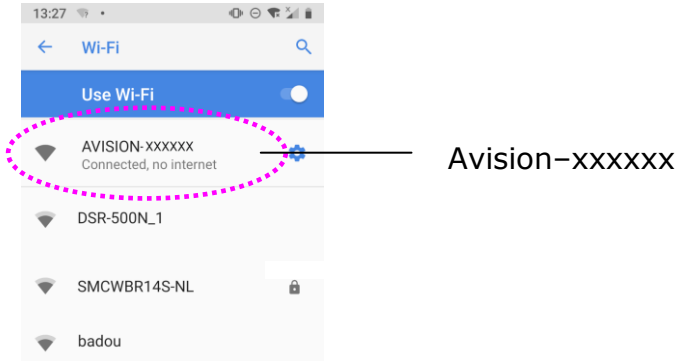 13:27
Wi-Fi
Use Wi-Fi
AVISION-xxxxxx
Connected, no internet
Avision–xxxxxx
DSR-500N_1
SMCWBR14S-NL
badou